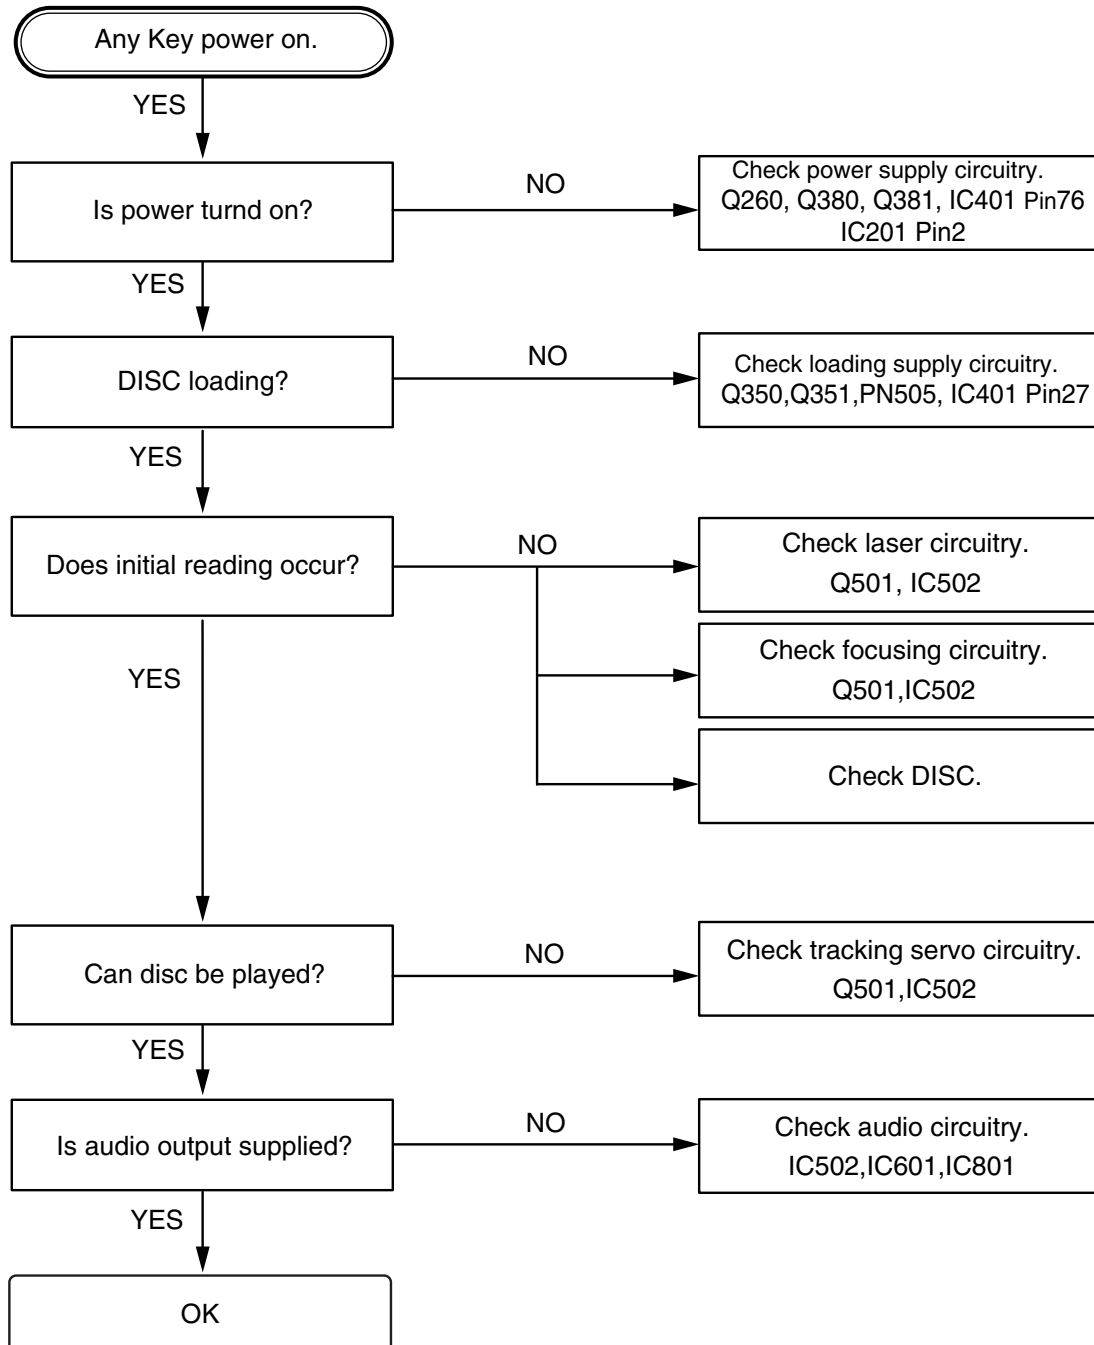 Any Key power on.
YES
Is power turnd on?
NO
Check power supply circuitry.
Q260, Q380, Q381, IC401 Pin76
IC201 Pin2
YES
DISC loading?
NO
Check loading supply circuitry.
Q350,Q351,PN505, IC401 Pin27
YES
Does initial reading occur?
NO
Check laser circuitry.
Q501, IC502
Check focusing circuitry.
Q501,IC502
Check DISC.
YES
Can disc be played?
NO
Check tracking servo circuitry.
Q501,IC502
YES
Is audio output supplied?
NO
Check audio circuitry.
IC502,IC601,IC801
YES
OK